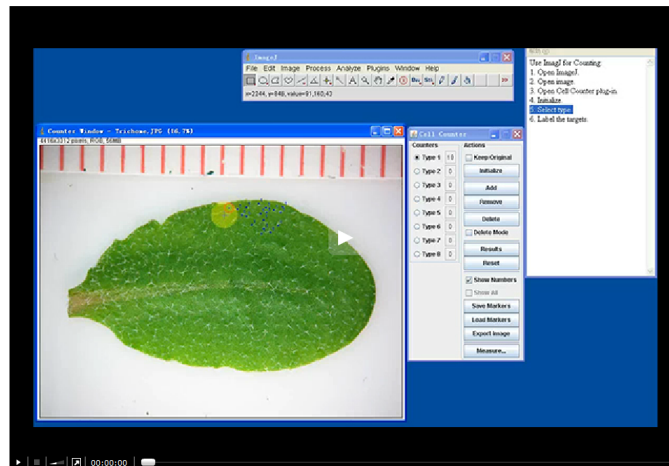 ImageJ
File Edit Image Process Analyze Plugins Window Help
x=2344, y=848, value=91,160,43
Use ImagJ for Counting
1. Open ImageJ.
2. Open image.
3. Open Cell Counter plug-in
4. Initialize.
5. Select type.
6. Label the targets.
Counter Window - Trichome.JPG (16.7%)
4416x3312 pixels, RGB, 56MB
Cell Counter
Counters
Type 1
Type 2 0
Type 3 0
Type 4 0
Type 5 0
Type 6 0
Type 7 0
Type 8 0
Actions
Keep Original
Initialize
Add
Remove
Delete
Delete Mode
Results
Reset
Show Numbers
Show All
Save Markers
Load Markers
Export Image
Measure...
00:00:00